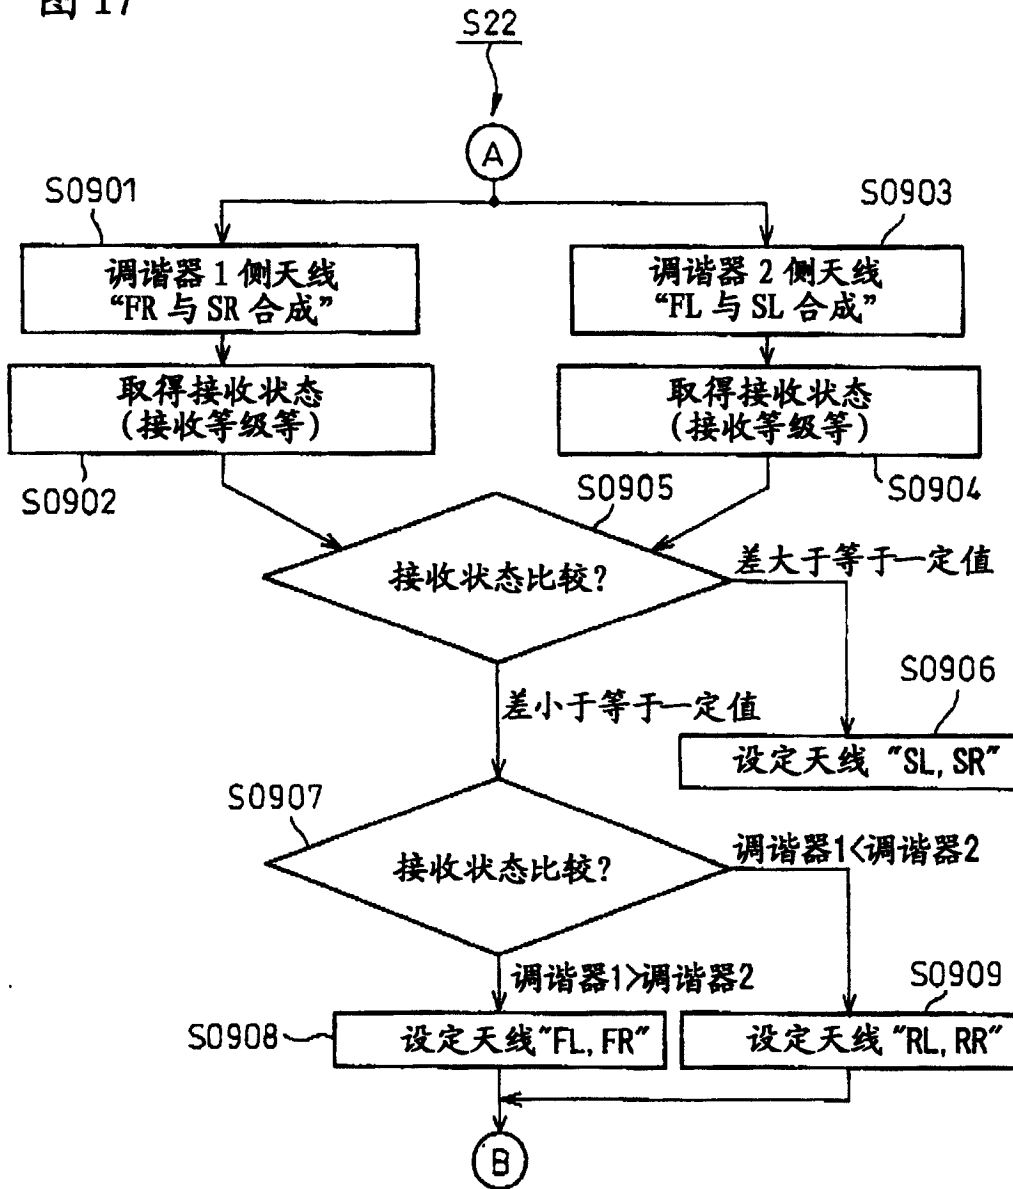 图 17
S22
A
S0901
S0903
调谐器 1 侧天线
“FR 与 SR 合成”
调谐器 2 侧天线
“FL 与 SL 合成”
取得接收状态
(接收等级等)
取得接收状态
(接收等级等)
S0902
S0905
S0904
接收状态比较?
差大于等于一定值
差小于等于一定值
S0906
设定天线 "SL, SR"
S0907
接收状态比较?
调谐器1<调谐器2
调谐器1>调谐器2
S0909
S0908
设定天线"FL, FR"
设定天线 "RL, RR"
B